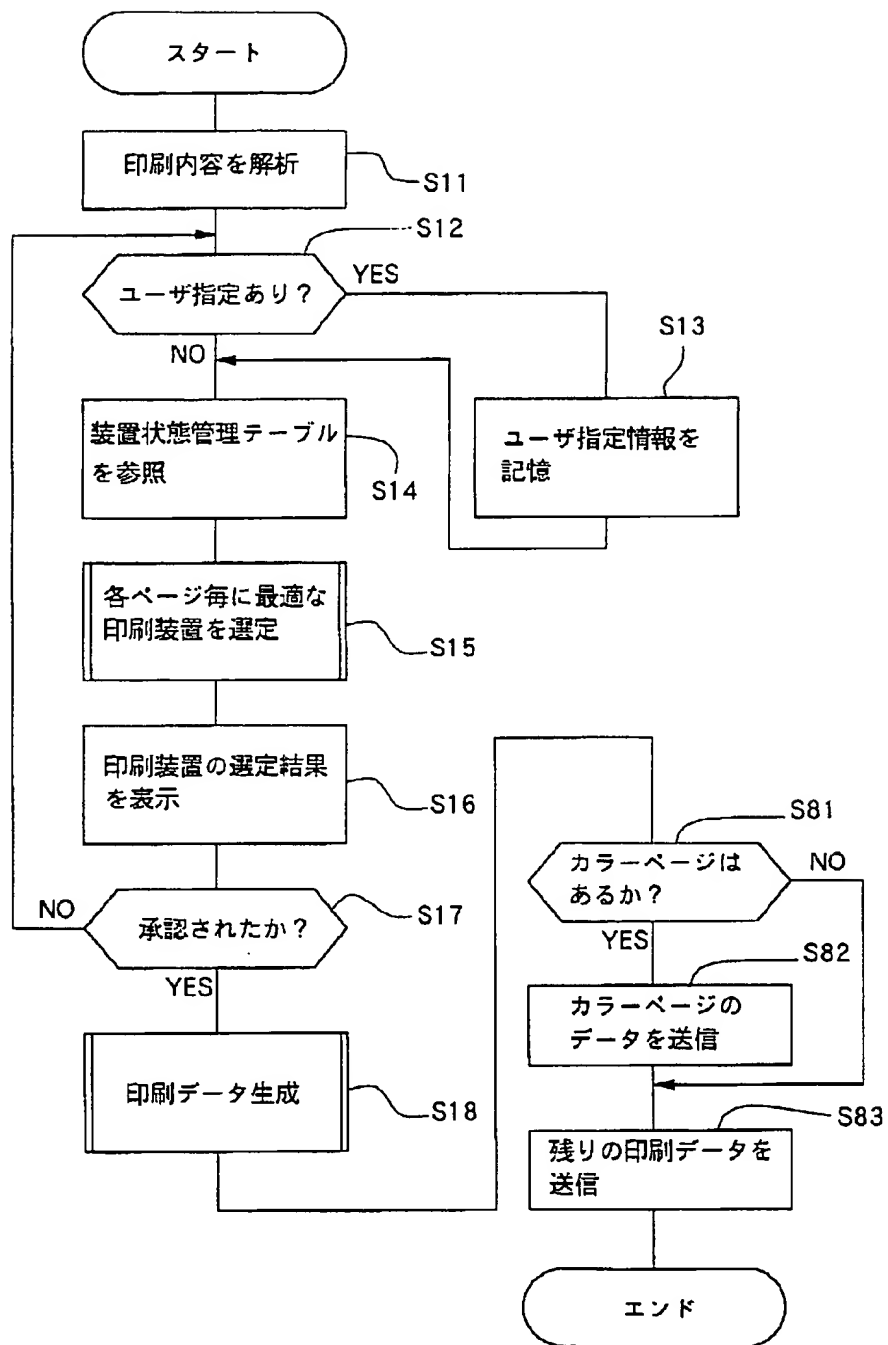 スタート
印刷内容を解析
S11
S12
ユーザ指定あり？
YES
NO
S13
ユーザ指定情報を
記憶
装置状態管理テーブル
を参照
S14
各ページ毎に最適な
印刷装置を選定
S15
印刷装置の選定結果
を表示
S16
承認されたか？
NO
S17
YES
印刷データ生成
S18
S81
カラーページは
あるか？
NO
YES
S82
カラーページの
データを送信
S83
残りの印刷データを
送信
エンド